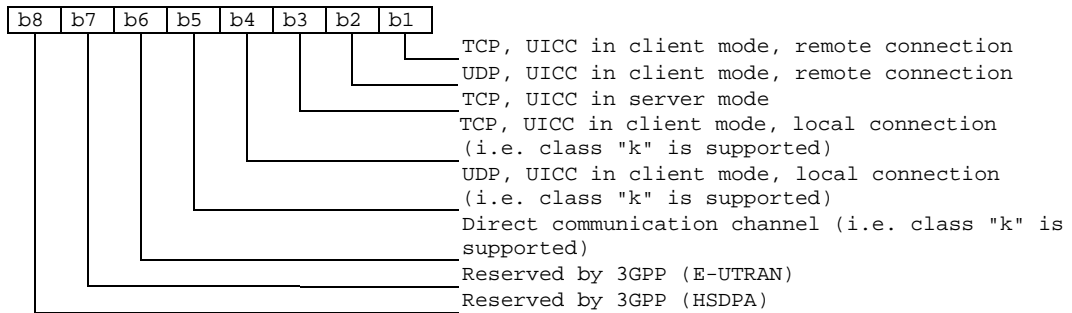 b8 b7 b6 b5 b4 b3 b2 b1
TCP, UICC in client mode, remote connection
UDP, UICC in client mode, remote connection
TCP, UICC in server mode
TCP, UICC in client mode, local connection
(i.e. class "k" is supported)
UDP, UICC in client mode, local connection
(i.e. class "k" is supported)
Direct communication channel (i.e. class "k" is
supported)
Reserved by 3GPP (E-UTRAN)
Reserved by 3GPP (HSDPA)